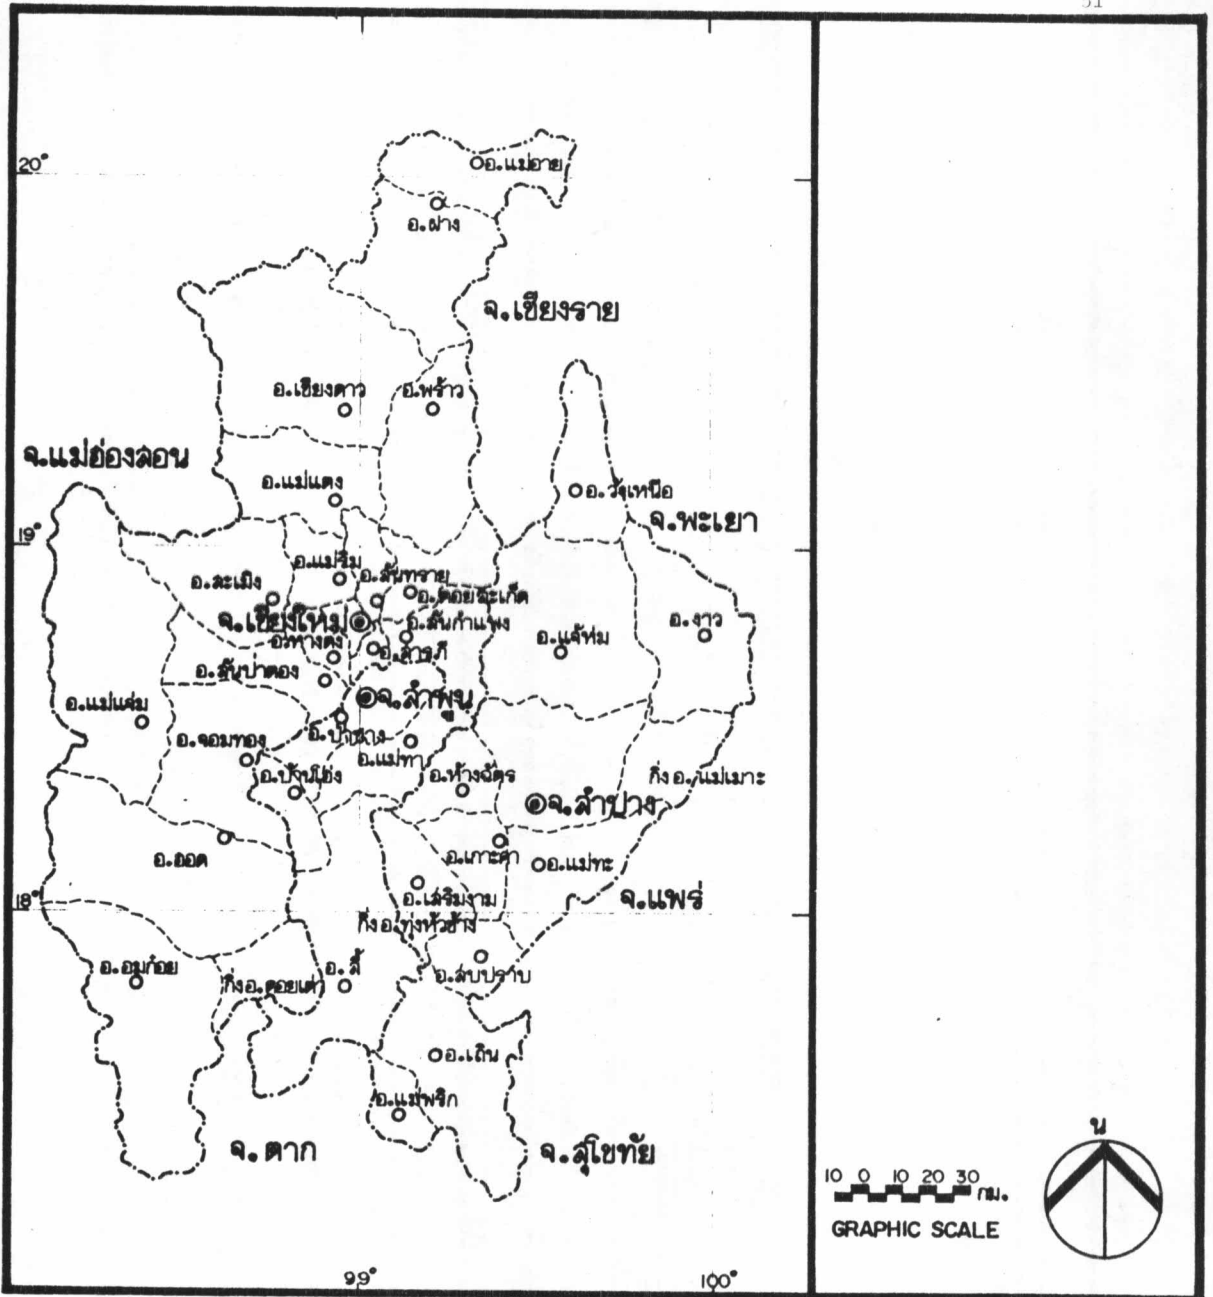 51
20°
อ.แม่อาย
อ.ฝาง
จ.เชียงราย
อ.เชียงดาว
อ.พร้าว
จ.แม่ฮ่องสอน
อ.แม่แตง
อ.วังเหนือ
จ.พะเยา
19°
อ.แม่ริม
อ.สันทราย
อ.สะเมิง
อ.ดอยสะเก็ด
จ.เชียงใหม่
อ.สันกำแพง
อ.แจ้ห่ม
อ.งาว
อ.หางดง
อ.สารภี
อ.สันป่าตอง
อ.แม่แจ่ม
จ.ลำพูน
อ.ป่าซาง
อ.จอมทอง
อ.แม่ทา
อ.บ้านโฮ่ง
อ.ห้างฉัตร
กิ่งอ.แม่เมาะ
จ.ลำปาง
อ.ฮอด
อ.เกาะคา
อ.แม่ทะ
อ.เสริมงาม
จ.แพร่
18°
กิ่งอ.ทุ่งหัวช้าง
อ.อมก๋อย
กิ่งอ.ดอยเต่า
อ.ลี้
อ.สบปราบ
อ.เถิน
อ.แม่พริก
จ.ตาก
จ.สุโขทัย
น
10 0 10 20 30 กม.
GRAPHIC SCALE
99°
100°